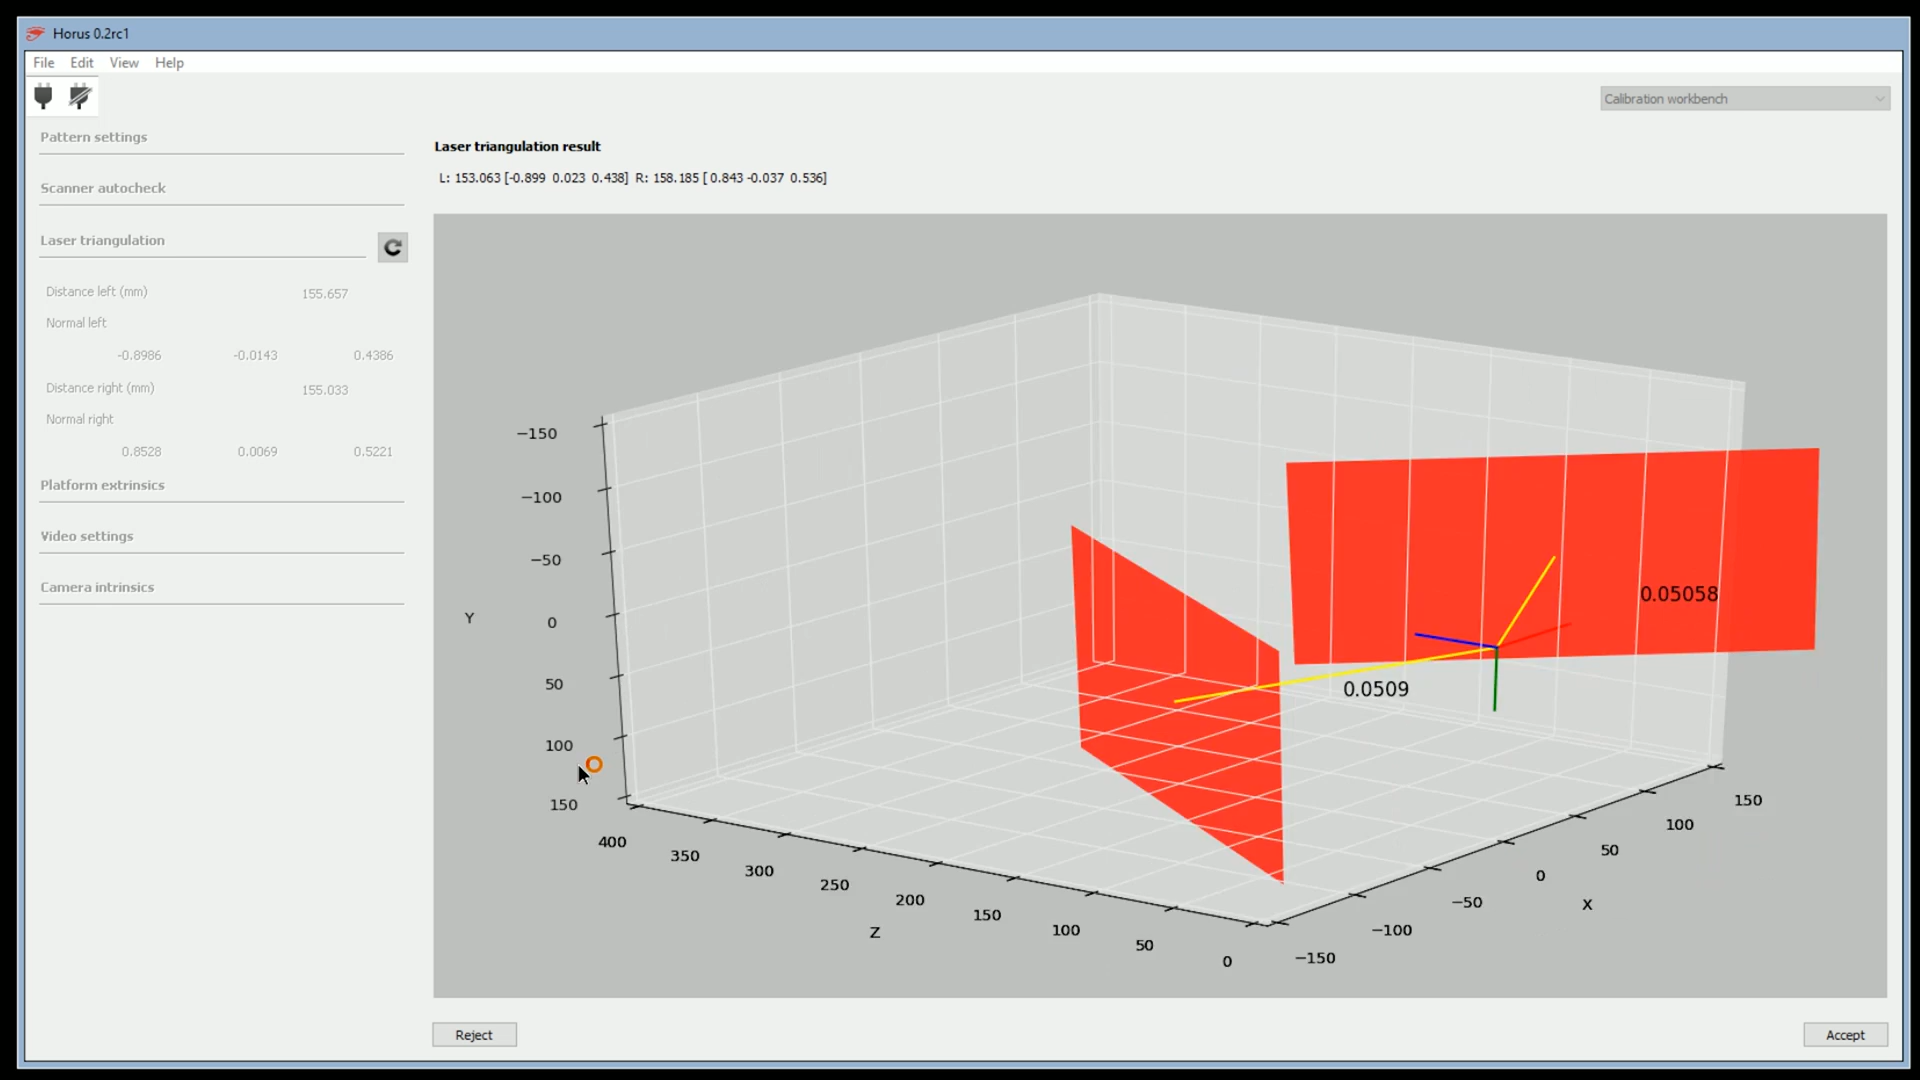 Horus 0.2rc1
File Edit View Help
Calibration workbench
Pattern settings
Scanner autocheck
Laser triangulation
Distance left (mm) 155.657
Normal left
-0.8986 -0.0143 0.4386
Distance right (mm) 155.033
Normal right
0.8528 0.0069 0.5221
Platform extrinsics
Video settings
Camera intrinsics
Laser triangulation result
L: 153.063 [-0.899 0.023 0.438] R: 158.185 [ 0.843 -0.037 0.536]
−150
−100
−50
0
50
100
150
Y
400
350
300
250
200
150
100
50
0
Z
−150
−100
−50
0
50
100
150
X
0.05058
0.0509
Reject
Accept